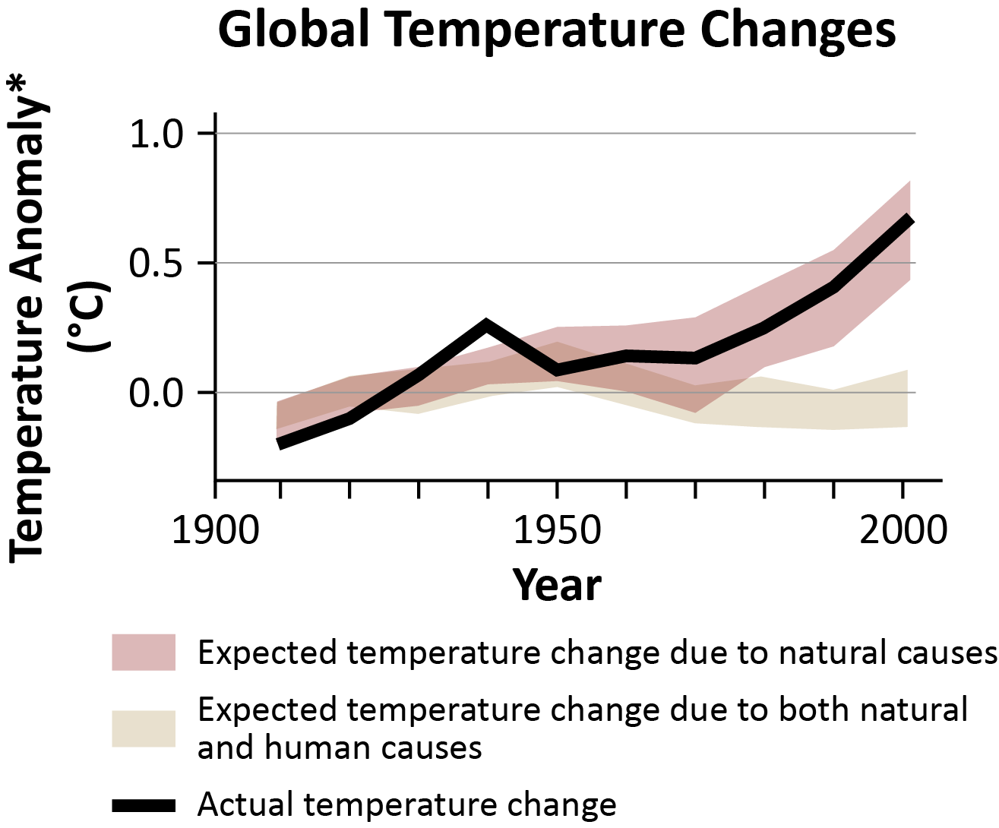 Global Temperature Changes
Temperature Anomaly*
(°C)
1.0
0.5
0.0
1900
1950
2000
Year
Expected temperature change due to natural causes
Expected temperature change due to both natural
and human causes
Actual temperature change